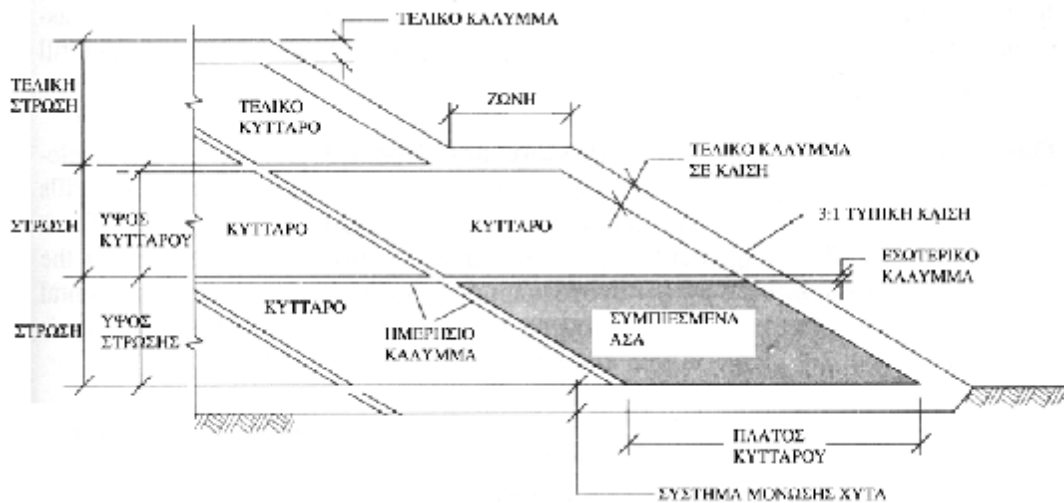 ΤΕΛΙΚΟ ΚΑΛΥΜΜΑ
ΤΕΛΙΚΗ
ΣΤΡΩΣΗ
ΤΕΛΙΚΟ
ΚΥΤΤΑΡΟ
ΖΩΝΗ
ΤΕΛΙΚΟ ΚΑΛΥΜΜΑ
ΣΕ ΚΛΙΣΗ
ΣΤΡΩΣΗ
ΥΨΟΣ
ΚΥΤΤΑΡΟΥ
ΚΥΤΤΑΡΟ
ΚΥΤΤΑΡΟ
3:1 ΤΥΠΙΚΗ ΚΛΙΣΗ
ΕΣΩΤΕΡΙΚΟ
ΚΑΛΥΜΜΑ
ΣΤΡΩΣΗ
ΥΨΟΣ
ΣΤΡΩΣΗΣ
ΚΥΤΤΑΡΟ
ΗΜΕΡΗΣΙΟ
ΚΑΛΥΜΜΑ
ΣΥΜΠΙΕΣΜΕΝΑ
ΑΣΑ
ΠΛΑΤΟΣ
ΚΥΤΤΑΡΟΥ
ΣΥΣΤΗΜΑ ΜΟΝΩΣΗΣ ΧΥΤΑ